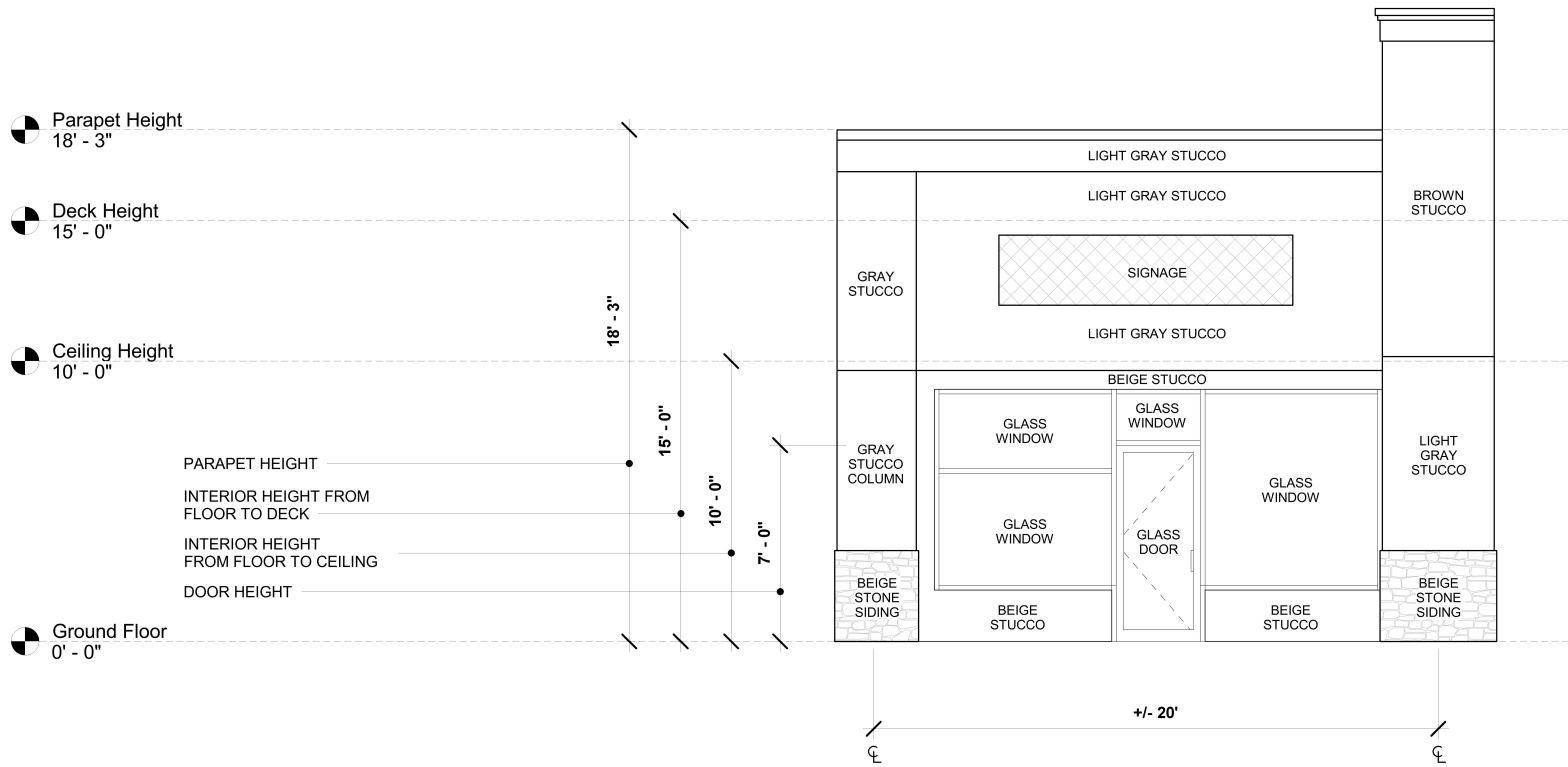 Parapet Height
18' - 3"
Deck Height
15' - 0"
Ceiling Height
10' - 0"
Ground Floor
0' - 0"
PARAPET HEIGHT
INTERIOR HEIGHT FROM
FLOOR TO DECK
INTERIOR HEIGHT
FROM FLOOR TO CEILING
DOOR HEIGHT
18' - 3"
15' - 0"
10' - 0"
7' - 0"
LIGHT GRAY STUCCO
LIGHT GRAY STUCCO
BROWN
STUCCO
GRAY
STUCCO
SIGNAGE
LIGHT GRAY STUCCO
BEIGE STUCCO
GLASS
WINDOW
GLASS
WINDOW
GRAY
STUCCO
COLUMN
LIGHT
GRAY
STUCCO
GLASS
WINDOW
GLASS
WINDOW
GLASS
DOOR
BEIGE
STONE
SIDING
BEIGE
STUCCO
BEIGE
STUCCO
BEIGE
STONE
SIDING
+/- 20'
℄
℄